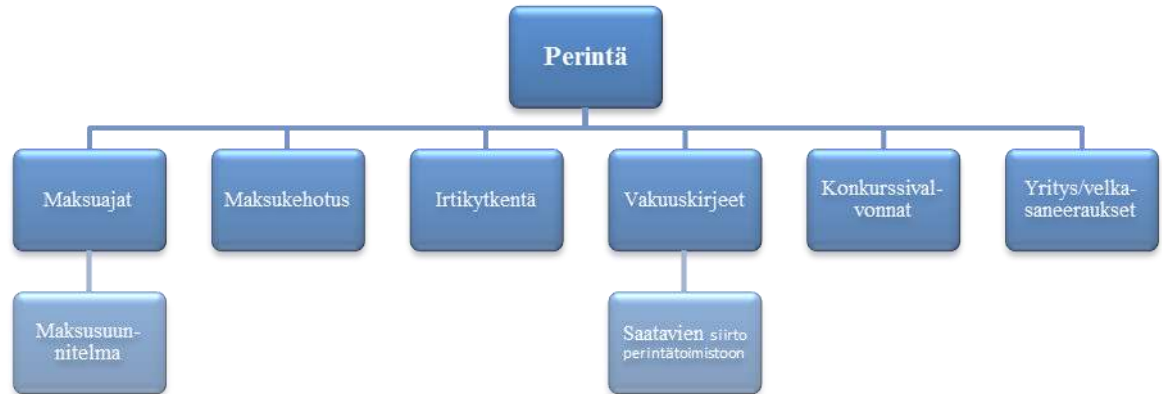 Perintä
Maksuajat
Maksukehotus
Irtikytkentä
Vakuuskirjeet
Konkurssival-
vonnat
Yritys/velka-
saneeraukset
Maksusuun-
nitelma
Saatavien siirto
perintätoimistoon